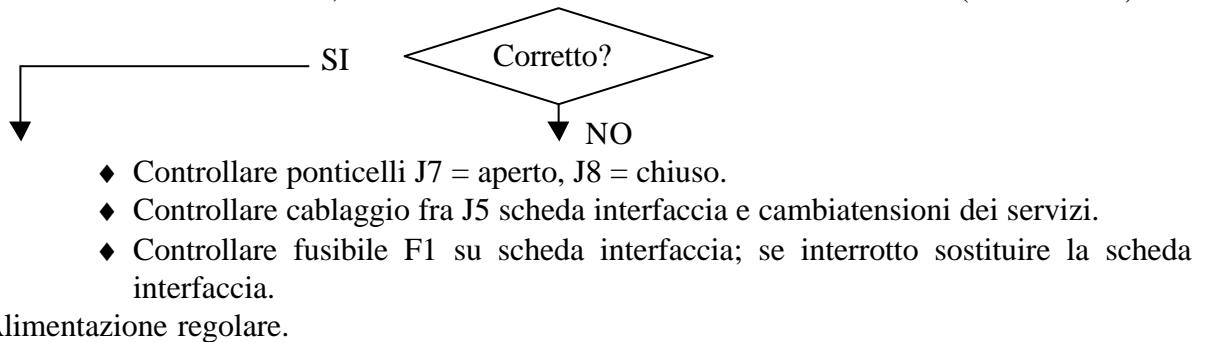 SI
Corretto?
NO
♦ Controllare ponticelli J7 = aperto, J8 = chiuso.
♦ Controllare cablaggio fra J5 scheda interfaccia e cambiatensioni dei servizi.
♦ Controllare fusibile F1 su scheda interfaccia; se interrotto sostituire la scheda
interfaccia.
limentazione regolare.